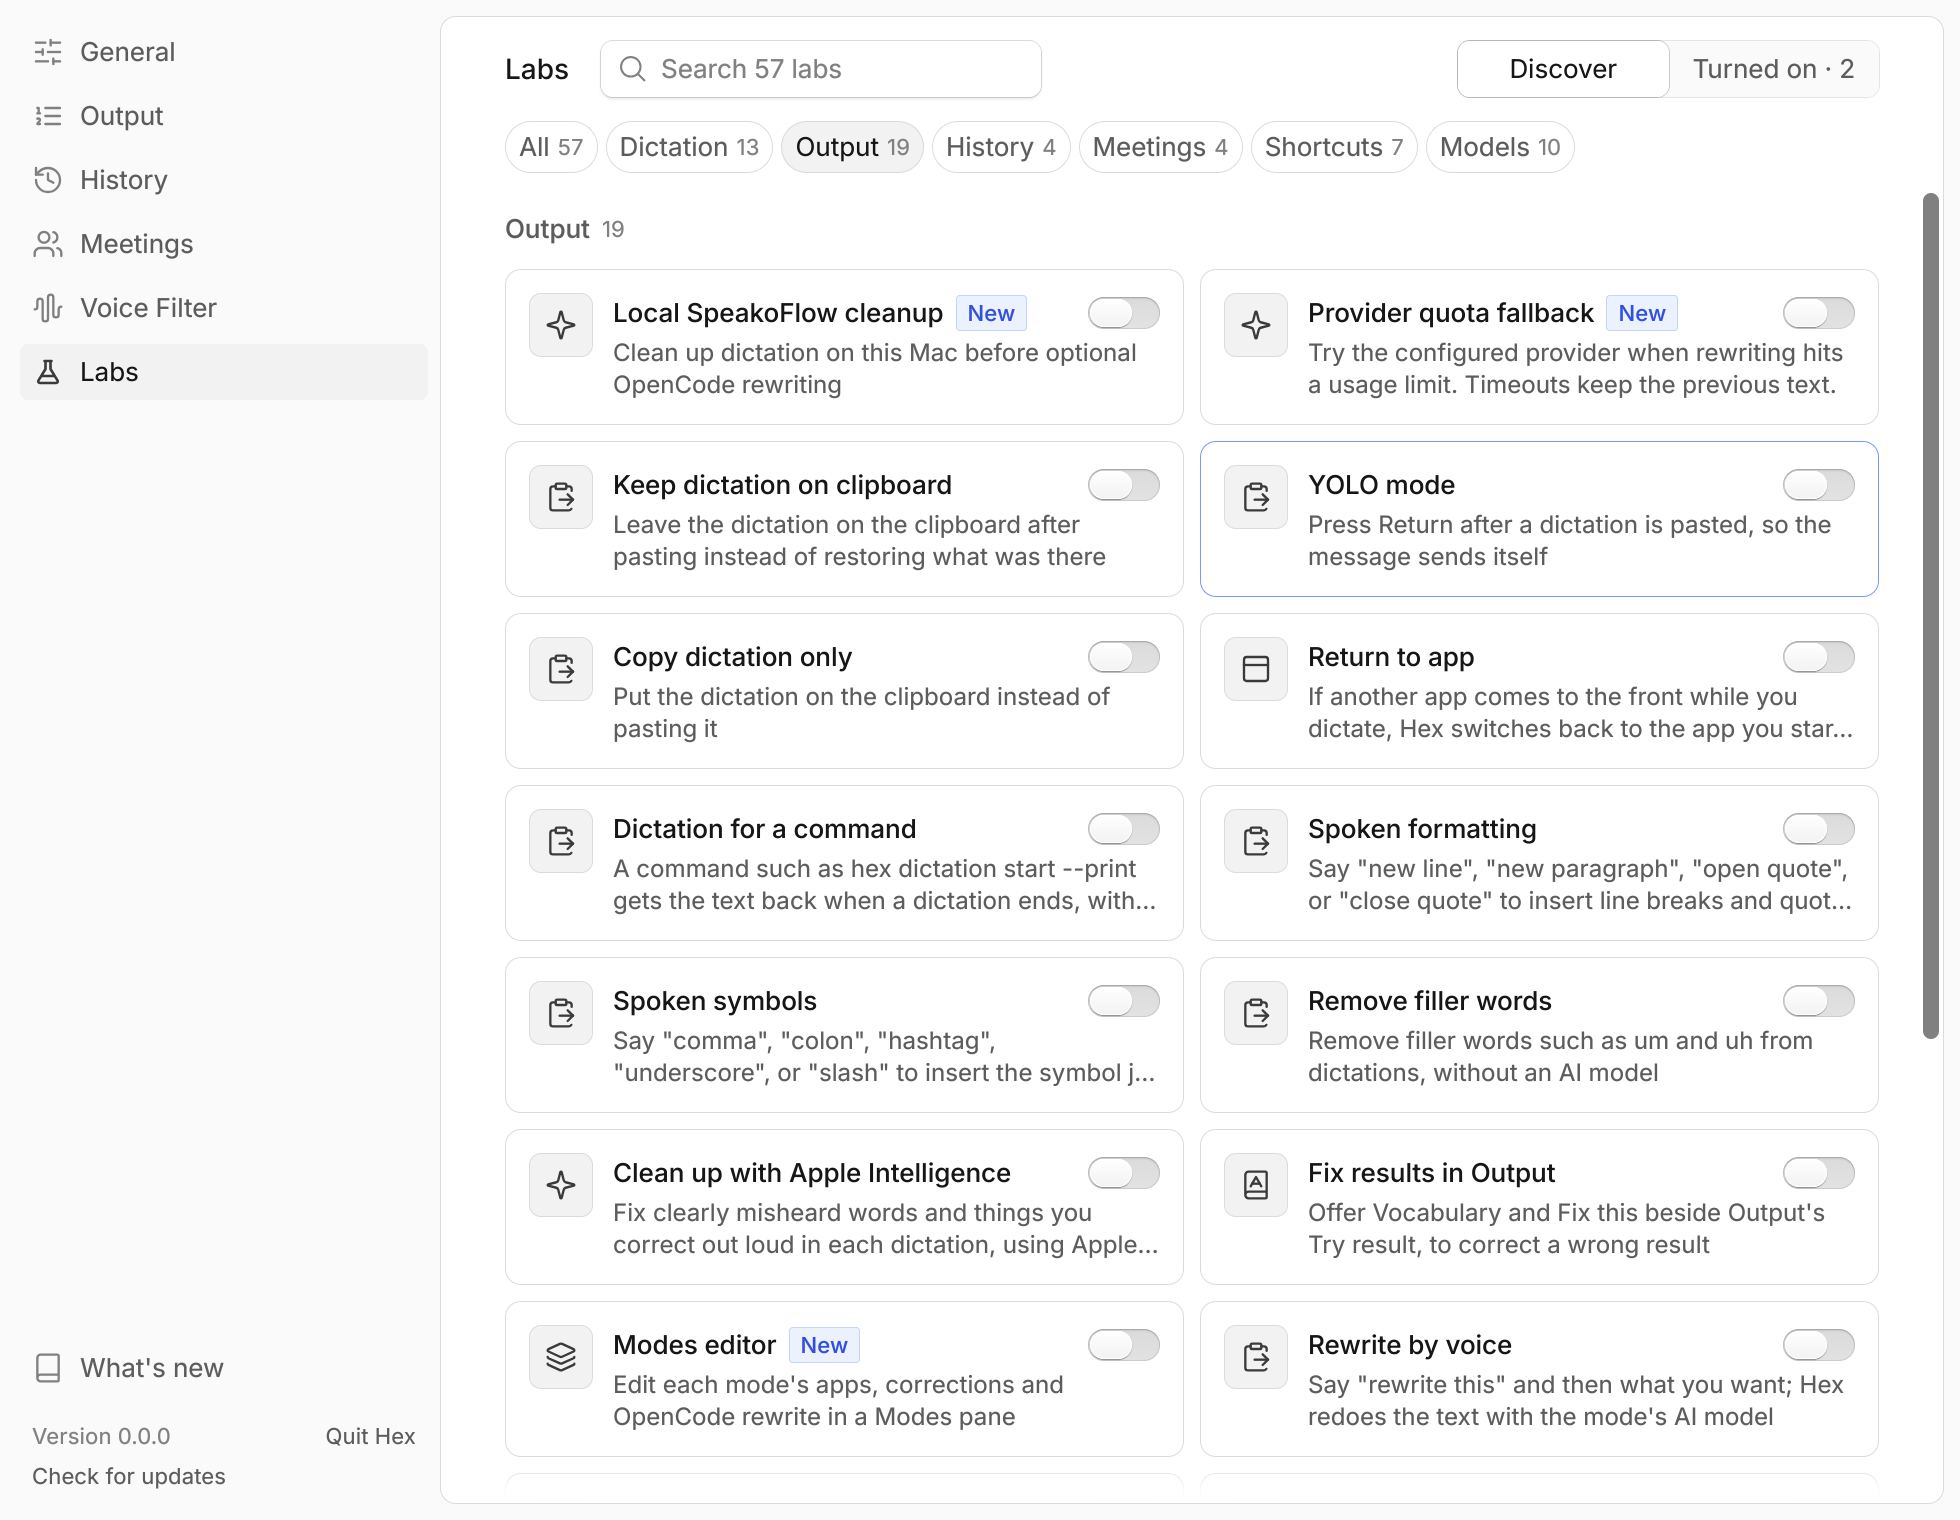 General
Output
History
Meetings
Voice Filter
Labs
What's new
Version 0.0.0
Quit Hex
Check for updates
Labs
Search 57 labs
Discover
Turned on · 2
All 57
Dictation 13
Output 19
History 4
Meetings 4
Shortcuts 7
Models 10
Output 19
Local SpeakoFlow cleanup New
Clean up dictation on this Mac before optional
OpenCode rewriting
Provider quota fallback New
Try the configured provider when rewriting hits
a usage limit. Timeouts keep the previous text.
Keep dictation on clipboard
Leave the dictation on the clipboard after
pasting instead of restoring what was there
YOLO mode
Press Return after a dictation is pasted, so the
message sends itself
Copy dictation only
Put the dictation on the clipboard instead of
pasting it
Return to app
If another app comes to the front while you
dictate, Hex switches back to the app you star...
Dictation for a command
A command such as hex dictation start --print
gets the text back when a dictation ends, with...
Spoken formatting
Say "new line", "new paragraph", "open quote",
or "close quote" to insert line breaks and quot...
Spoken symbols
Say "comma", "colon", "hashtag",
"underscore", or "slash" to insert the symbol j...
Remove filler words
Remove filler words such as um and uh from
dictations, without an AI model
Clean up with Apple Intelligence
Fix clearly misheard words and things you
correct out loud in each dictation, using Apple...
Fix results in Output
Offer Vocabulary and Fix this beside Output's
Try result, to correct a wrong result
Modes editor New
Edit each mode's apps, corrections and
OpenCode rewrite in a Modes pane
Rewrite by voice
Say "rewrite this" and then what you want; Hex
redoes the text with the mode's AI model